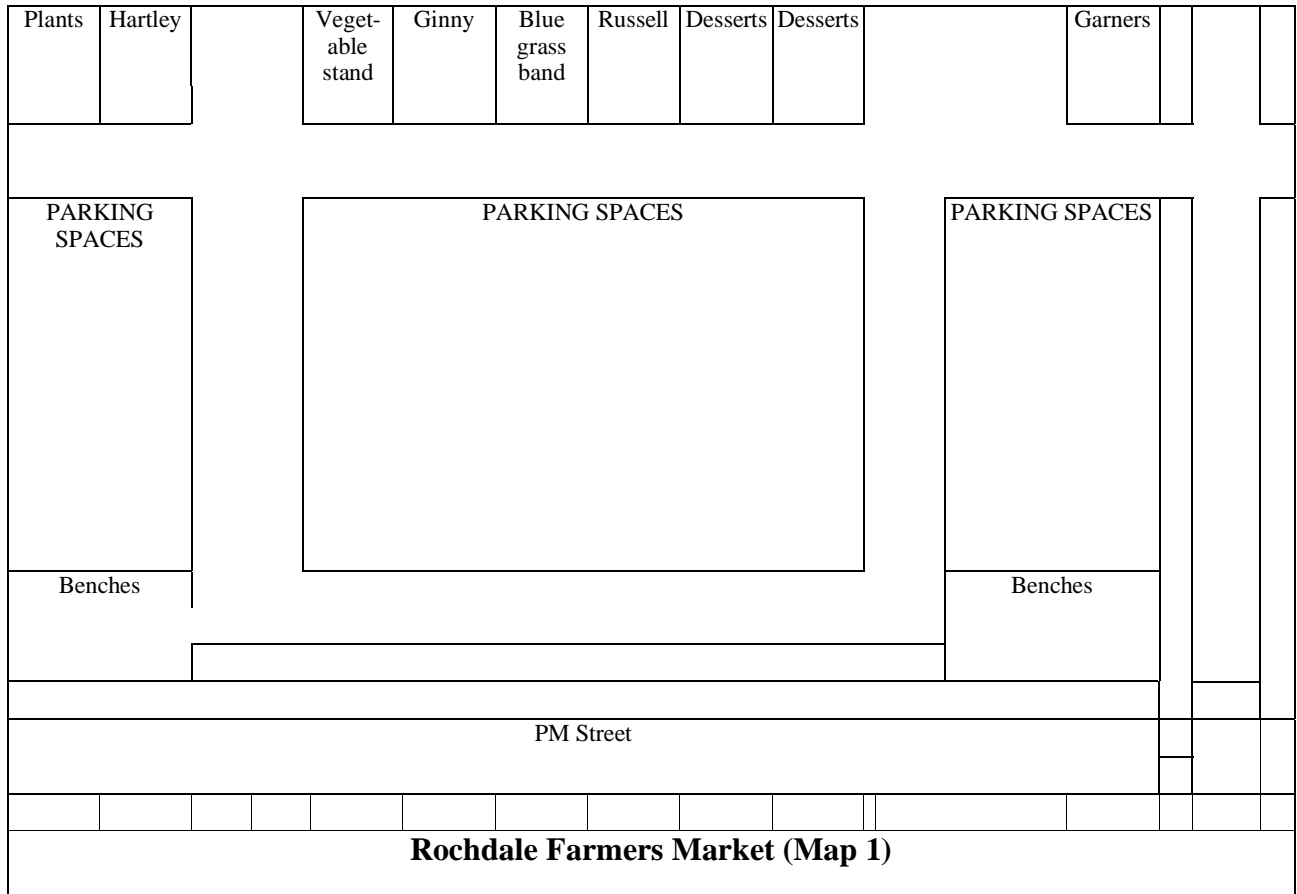 Plants Hartley Veget- Ginny Blue Russell Desserts Desserts Garners
able grass
stand band
PARKING PARKING SPACES PARKING SPACES
SPACES
Benches Benches
PM Street
Rochdale Farmers Market (Map 1)